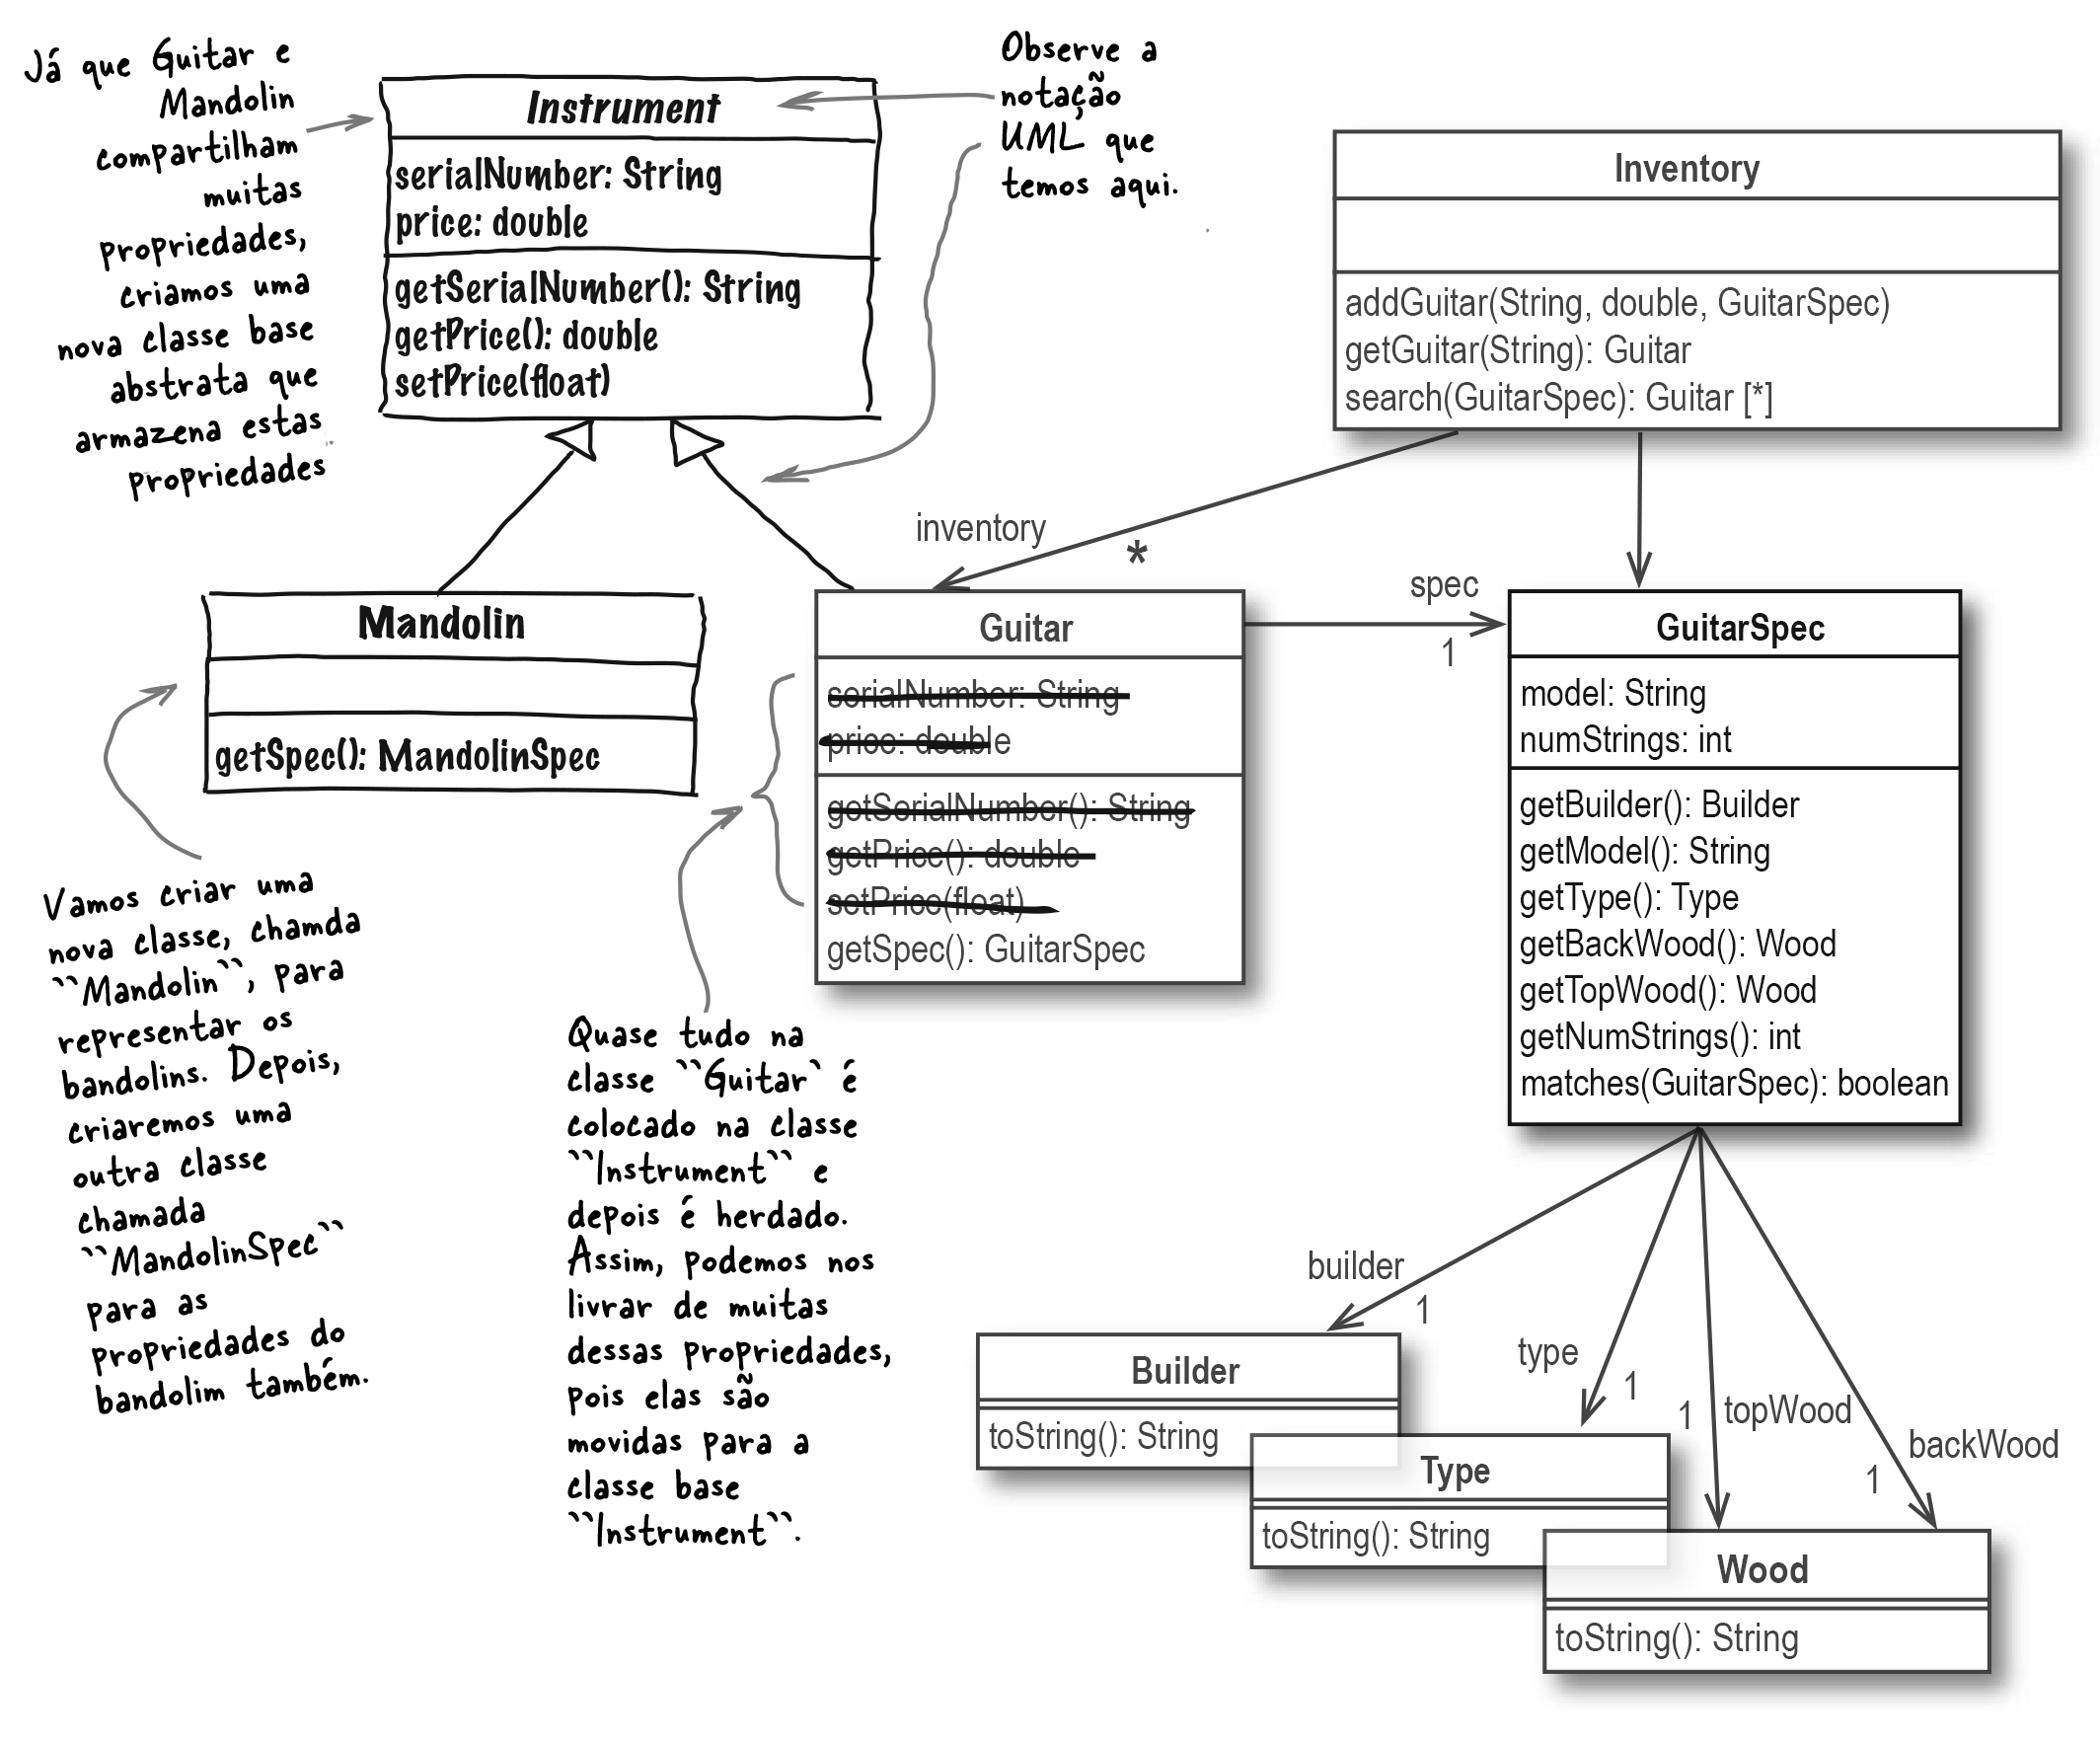 Já que Guitar e
Mandolin
compartilham
muitas
propriedades,
criamos uma
nova classe base
abstrata que
armazena estas
propriedades
Instrument
serialNumber: String
price: double
getSerialNumber(): String
getPrice(): double
setPrice(float)
Observe a
notação
UML que
temos aqui.
Inventory
addGuitar(String, double, GuitarSpec)
getGuitar(String): Guitar
search(GuitarSpec): Guitar [*]
inventory
*
spec
1
Mandolin
getSpec(): MandolinSpec
Guitar
serialNumber: String
price: double
getSerialNumber(): String
getPrice(): double
setPrice(float)
getSpec(): GuitarSpec
GuitarSpec
model: String
numStrings: int
getBuilder(): Builder
getModel(): String
getType(): Type
getBackWood(): Wood
getTopWood(): Wood
getNumStrings(): int
matches(GuitarSpec): boolean
Vamos criar uma
nova classe, chamda
``Mandolin``, para
representar os
bandolins. Depois,
criaremos uma
outra classe
chamada
``MandolinSpec``
para as
propriedades do
bandolim também.
Quase tudo na
classe ``Guitar` é
colocado na classe
``Instrument`` e
depois é herdado.
Assim, podemos nos
livrar de muitas
dessas propriedades,
pois elas são
movidas para a
classe base
``Instrument``.
builder
1
type
1
1
topWood
1
backWood
Builder
toString(): String
Type
toString(): String
Wood
toString(): String